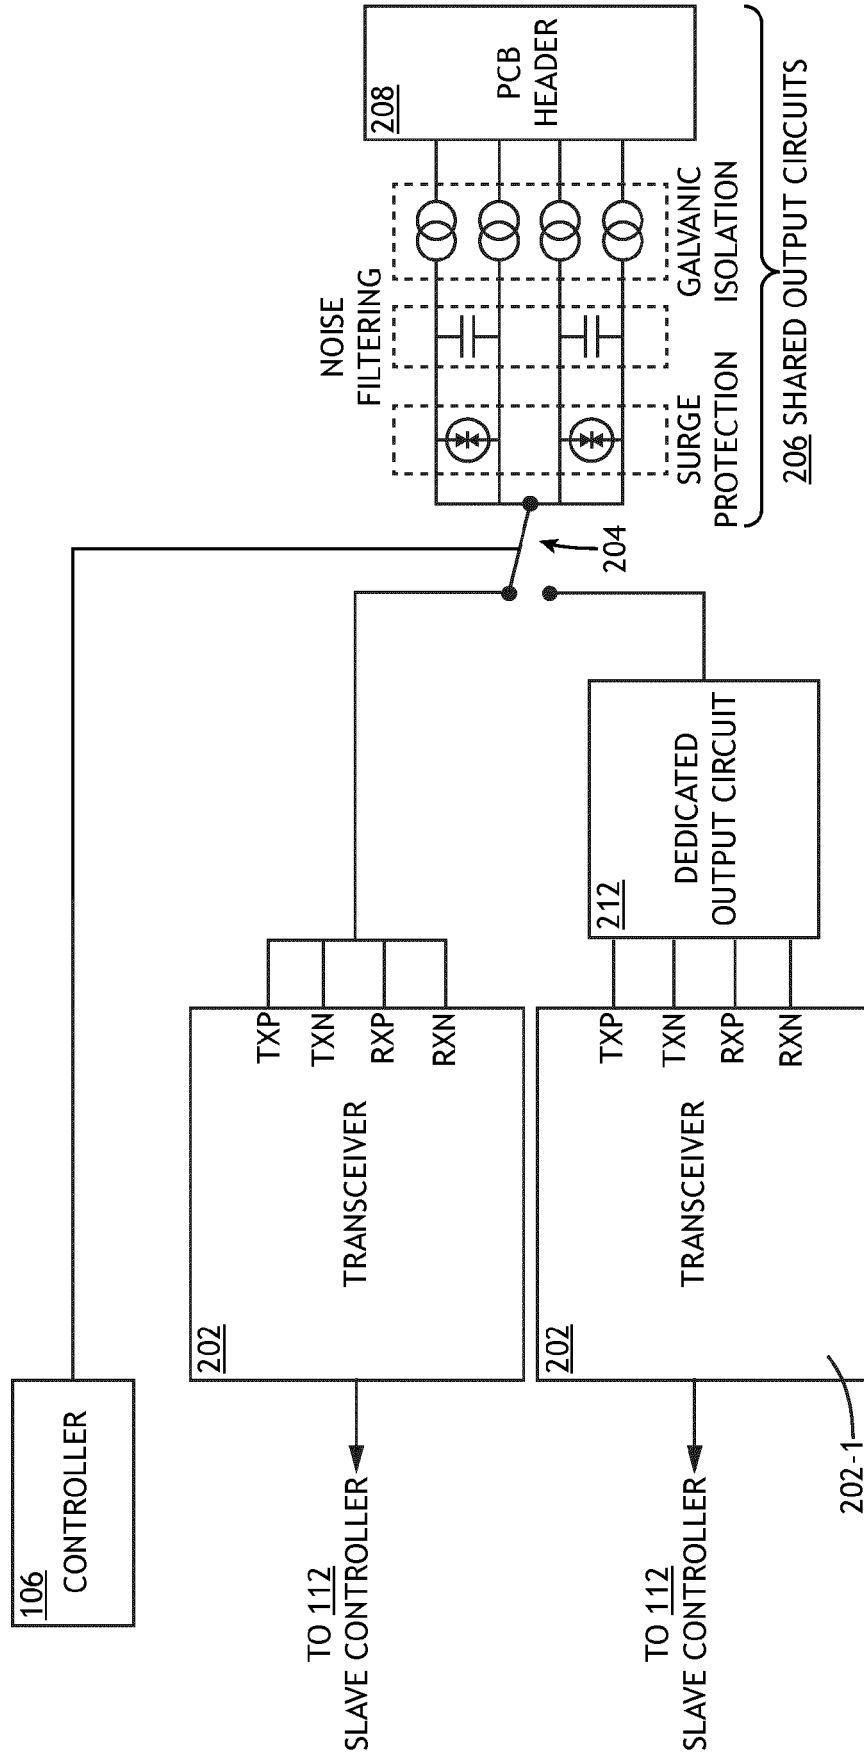 106
CONTROLLER
202
TRANSCEIVER
TXP
TXN
RXP
RXN
TO 112
SLAVE CONTROLLER
202
TRANSCEIVER
TXP
TXN
RXP
RXN
TO 112
SLAVE CONTROLLER
202-1
212
DEDICATED
OUTPUT CIRCUIT
204
NOISE
FILTERING
SURGE
PROTECTION
GALVANIC
ISOLATION
208
PCB
HEADER
206 SHARED OUTPUT CIRCUITS